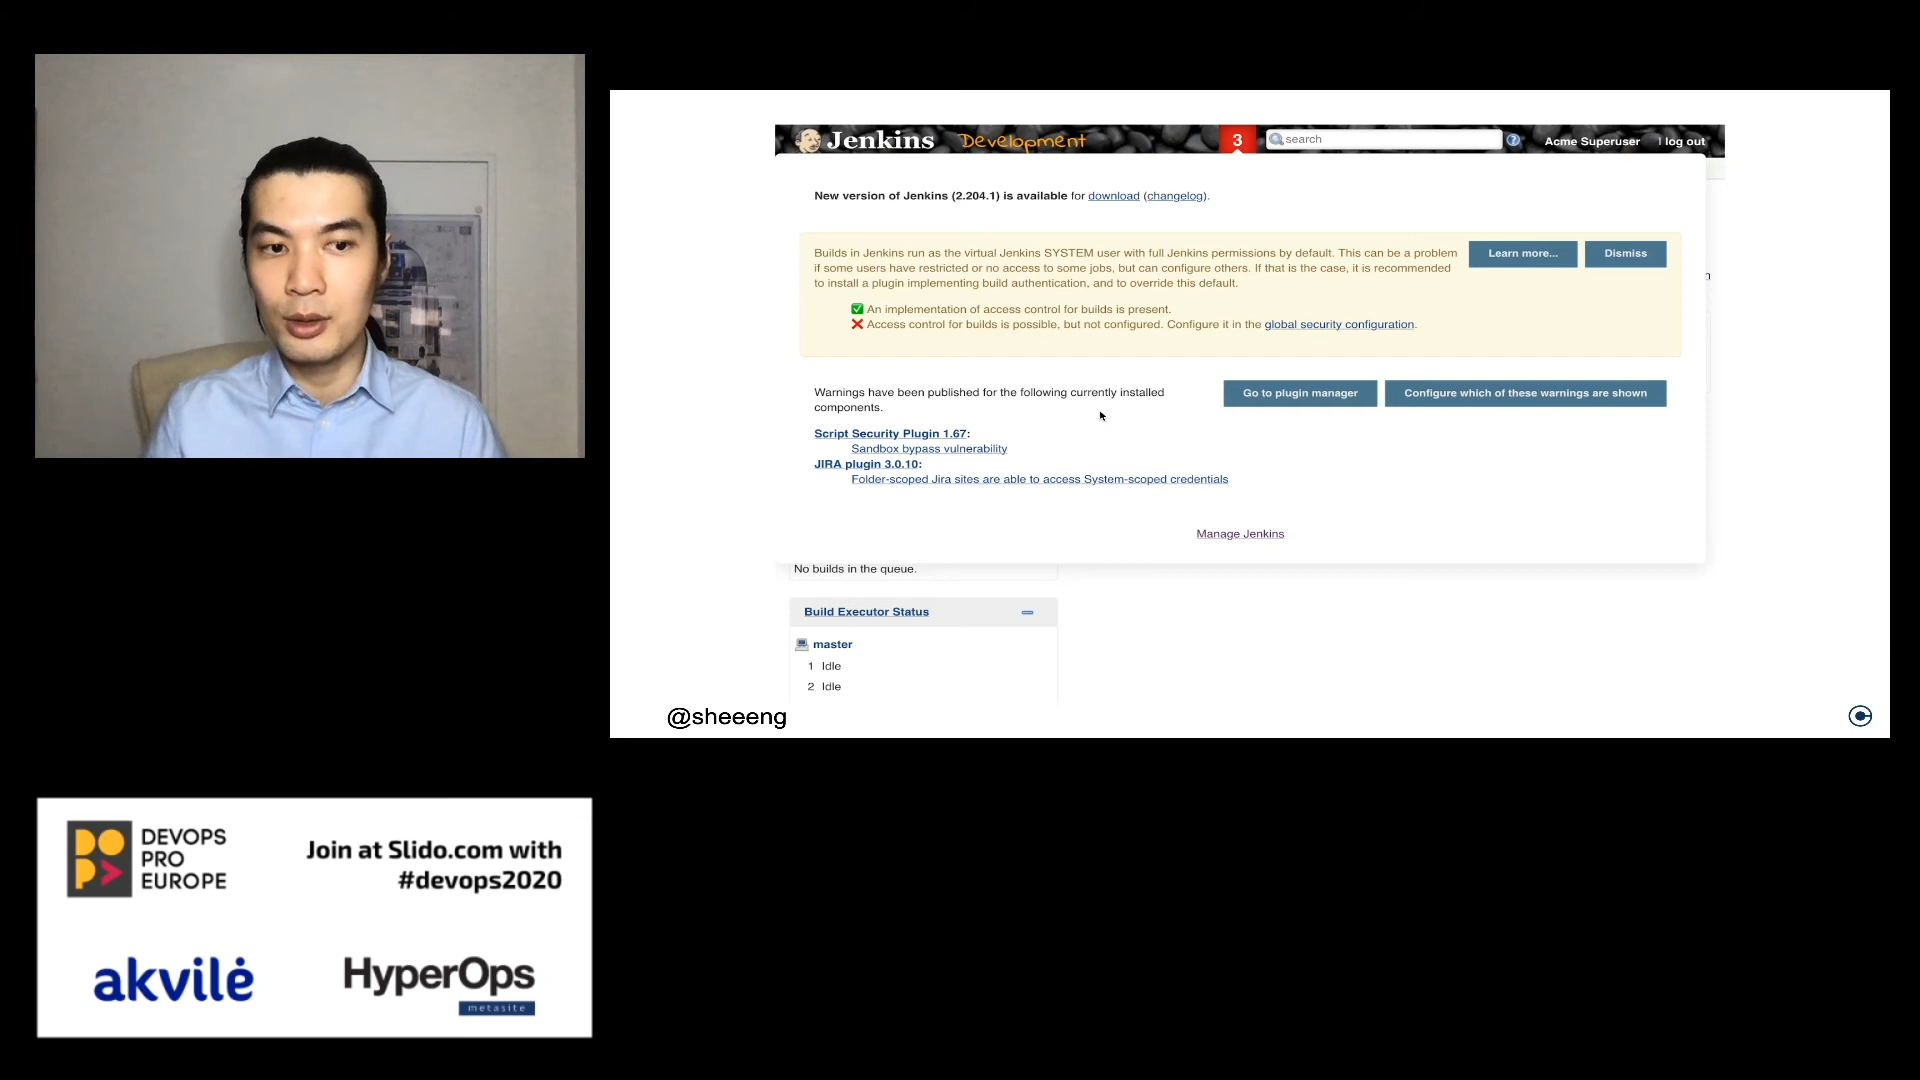 Jenkins Development 3 search Acme Superuser | log out
New version of Jenkins (2.204.1) is available for download (changelog).
Builds in Jenkins run as the virtual Jenkins SYSTEM user with full Jenkins permissions by default. This can be a problem
if some users have restricted or no access to some jobs, but can configure others. If that is the case, it is recommended
to install a plugin implementing build authentication, and to override this default.
Learn more... Dismiss
An implementation of access control for builds is present.
Access control for builds is possible, but not configured. Configure it in the global security configuration.
Warnings have been published for the following currently installed
components.
Go to plugin manager Configure which of these warnings are shown
Script Security Plugin 1.67:
Sandbox bypass vulnerability
JIRA plugin 3.0.10:
Folder-scoped Jira sites are able to access System-scoped credentials
Manage Jenkins
No builds in the queue.
Build Executor Status
master
1 Idle
2 Idle
@sheeeng
DEVOPS
PRO
EUROPE
Join at Slido.com with
#devops2020
akvilė
HyperOps
metasite